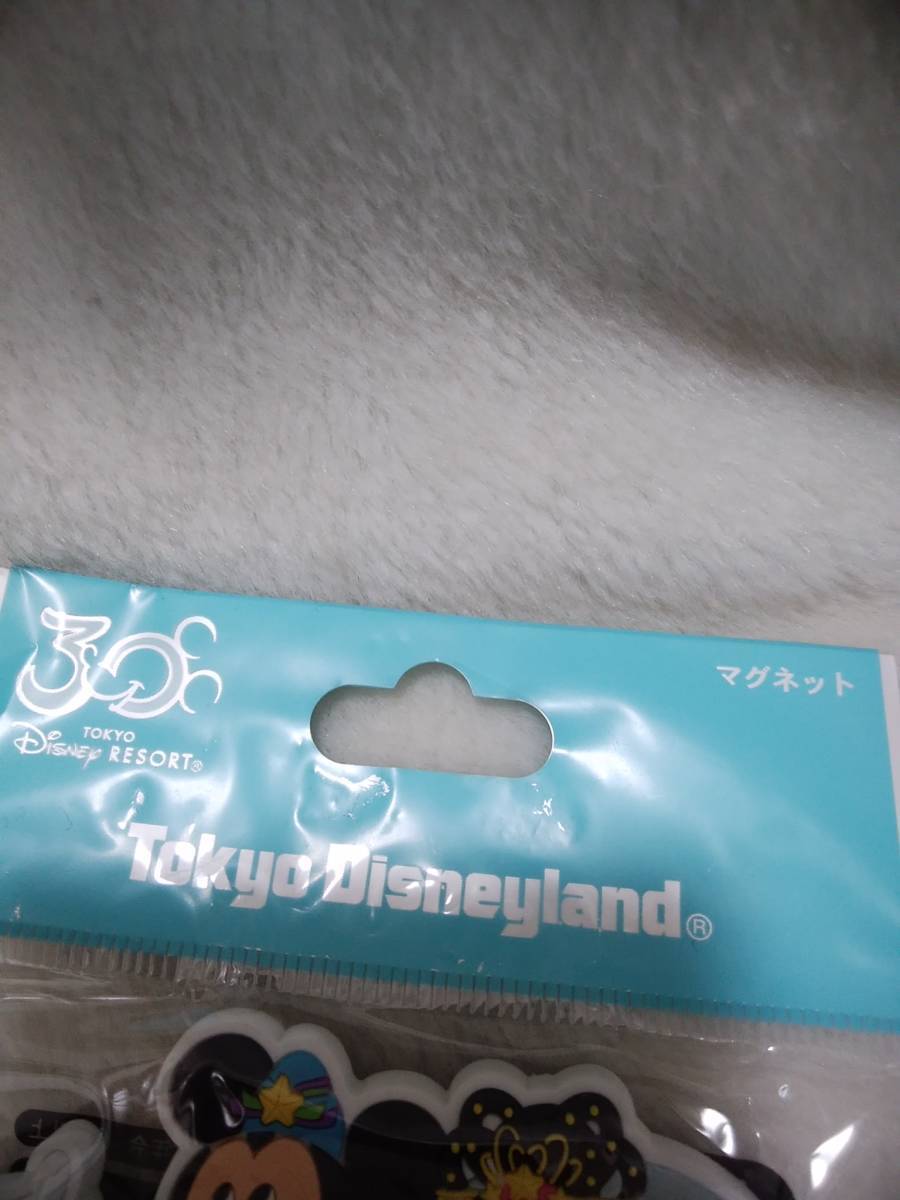 30
TOKYO
Disney RESORT®
マグネット
Tokyo Disneyland®